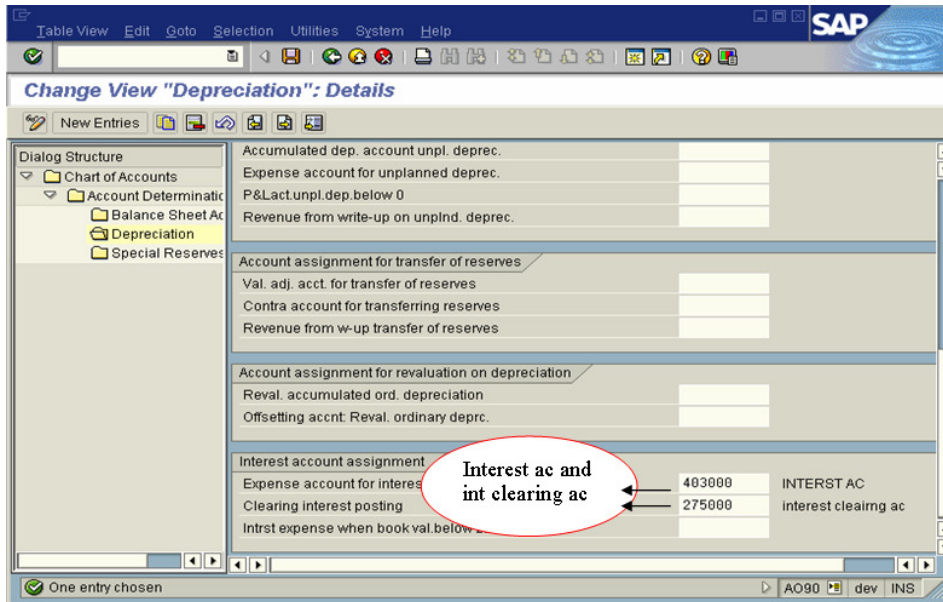 Table View Edit Goto Selection Utilities System Help
SAP
Change View "Depreciation": Details
New Entries
Dialog Structure
Chart of Accounts
Account Determinatic
Balance Sheet Ac
Depreciation
Special Reserves
Accumulated dep. account unpl. deprec.
Expense account for unplanned deprec.
P&Lact.unpl.dep.below 0
Revenue from write-up on unplnd. deprec.
Account assignment for transfer of reserves
Val. adj. acct. for transfer of reserves
Contra account for transferring reserves
Revenue from w-up transfer of reserves
Account assignment for revaluation on depreciation
Reval. accumulated ord. depreciation
Offsetting accnt: Reval. ordinary deprc.
Interest account assignment
Expense account for interes 403000 INTERST AC
Clearing interest posting 275000 interest cleairng ac
Intrst expense when book val.below
Interest ac and
int clearing ac
One entry chosen AO90 dev INS